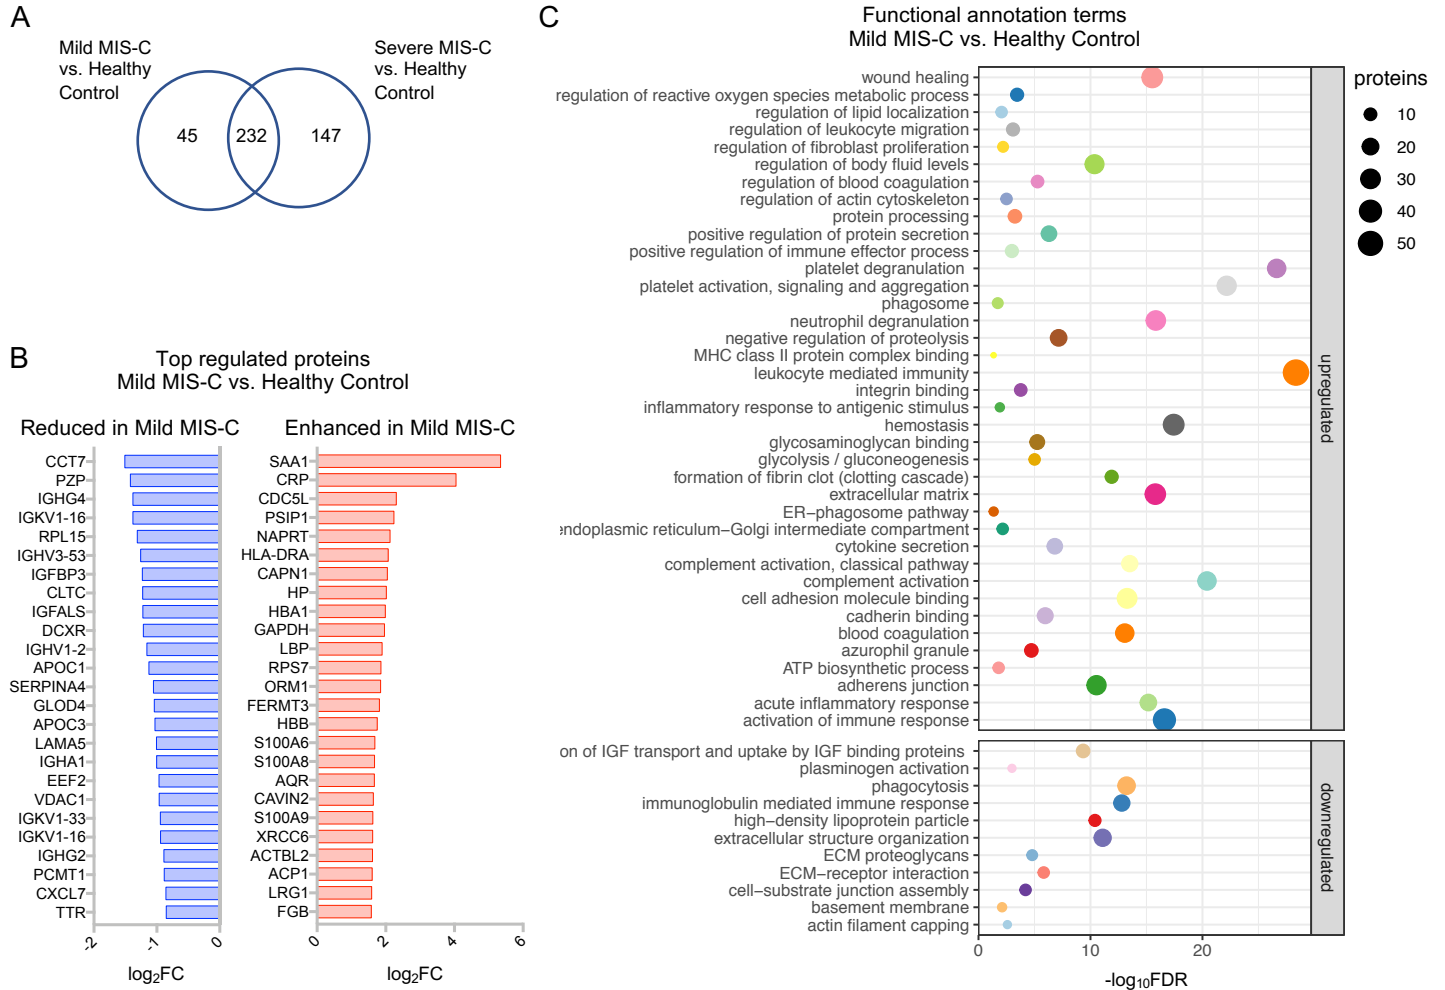 A
Mild MIS-C
vs. Healthy
Control
Severe MIS-C
vs. Healthy
Control
45
232
147
B
Top regulated proteins
Mild MIS-C vs. Healthy Control
Reduced in Mild MIS-C
CCT7
PZP
IGHG4
IGKV1-16
RPL15
IGHV3-53
IGFBP3
CLTC
IGFALS
DCXR
IGHV1-2
APOC1
SERPINA4
GLOD4
APOC3
LAMA5
IGHA1
EEF2
VDAC1
IGKV1-33
IGKV1-16
IGHG2
PCMT1
CXCL7
TTR
-2
-1
0
log2FC
Enhanced in Mild MIS-C
SAA1
CRP
CDC5L
PSIP1
NAPRT
HLA-DRA
CAPN1
HP
HBA1
GAPDH
LBP
RPS7
ORM1
FERMT3
HBB
S100A6
S100A8
AQR
CAVIN2
S100A9
XRCC6
ACTBL2
ACP1
LRG1
FGB
0
2
4
6
log2FC
C
Functional annotation terms
Mild MIS-C vs. Healthy Control
wound healing
regulation of reactive oxygen species metabolic process
regulation of lipid localization
regulation of leukocyte migration
regulation of fibroblast proliferation
regulation of body fluid levels
regulation of blood coagulation
regulation of actin cytoskeleton
protein processing
positive regulation of protein secretion
positive regulation of immune effector process
platelet degranulation
platelet activation, signaling and aggregation
phagosome
neutrophil degranulation
negative regulation of proteolysis
MHC class II protein complex binding
leukocyte mediated immunity
integrin binding
inflammatory response to antigenic stimulus
hemostasis
glycosaminoglycan binding
glycolysis / gluconeogenesis
formation of fibrin clot (clotting cascade)
extracellular matrix
ER−phagosome pathway
endoplasmic reticulum−Golgi intermediate compartment
cytokine secretion
complement activation, classical pathway
complement activation
cell adhesion molecule binding
cadherin binding
blood coagulation
azurophil granule
ATP biosynthetic process
adherens junction
acute inflammatory response
activation of immune response
upregulated
on of IGF transport and uptake by IGF binding proteins
plasminogen activation
phagocytosis
immunoglobulin mediated immune response
high−density lipoprotein particle
extracellular structure organization
ECM proteoglycans
ECM−receptor interaction
cell−substrate junction assembly
basement membrane
actin filament capping
downregulated
0
10
20
-log10FDR
proteins
10
20
30
40
50